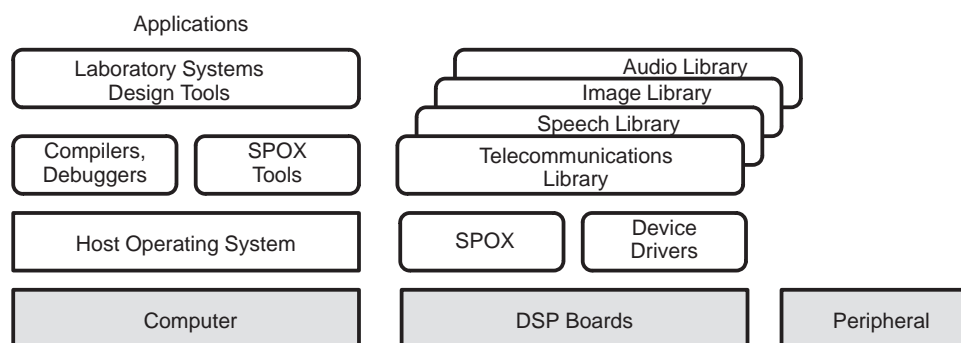 Applications
Laboratory Systems
Design Tools
Audio Library
Image Library
Speech Library
Telecommunications
Library
Compilers,
Debuggers
SPOX
Tools
Host Operating System
SPOX
Device
Drivers
Computer
DSP Boards
Peripheral